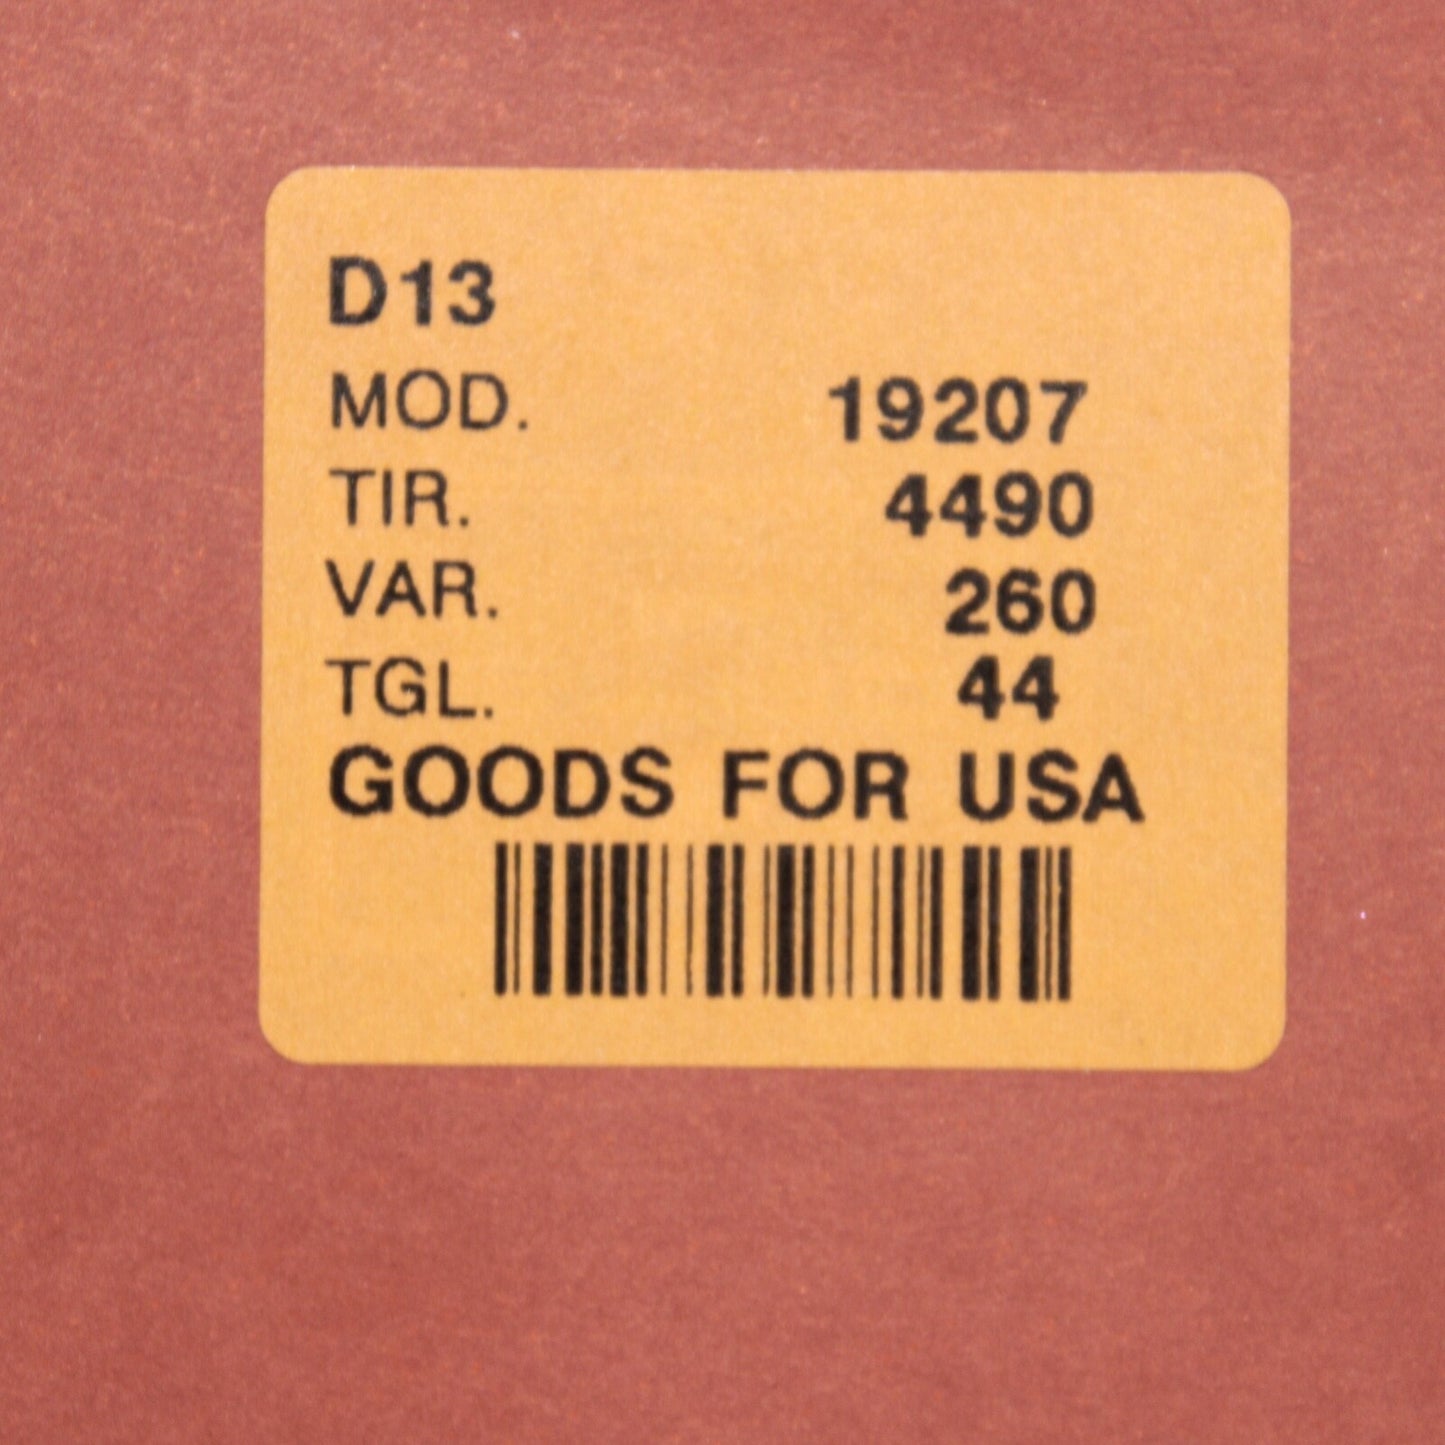 D13
MOD. 19207
TIR. 4490
VAR. 260
TGL. 44
GOODS FOR USA